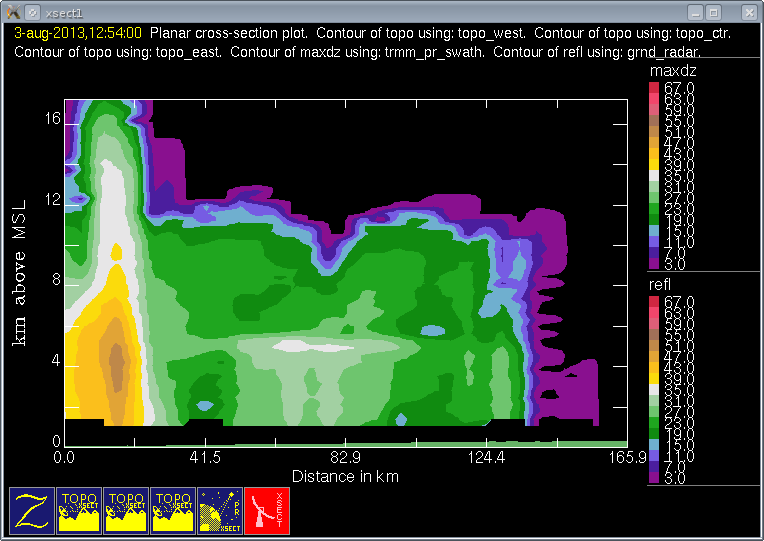 xsect1
3-aug-2013,12:54:00 Planar cross-section plot. Contour of topo using: topo_west. Contour of topo using: topo_ctr.
Contour of topo using: topo_east. Contour of maxdz using: trmm_pr_swath. Contour of refl using: grnd_radar.
maxdz
67.0
63.0
59.0
55.0
51.0
47.0
43.0
39.0
35.0
31.0
27.0
23.0
19.0
15.0
11.0
7.0
3.0
refl
67.0
63.0
59.0
55.0
51.0
47.0
43.0
39.0
35.0
31.0
27.0
23.0
19.0
15.0
11.0
7.0
3.0
km above MSL
16
12
8
4
0
0.0 41.5 82.9 124.4 165.9
Distance in km
Z
TOPO XSECT
TOPO XSECT
TOPO XSECT
PR XSECT
XSECT